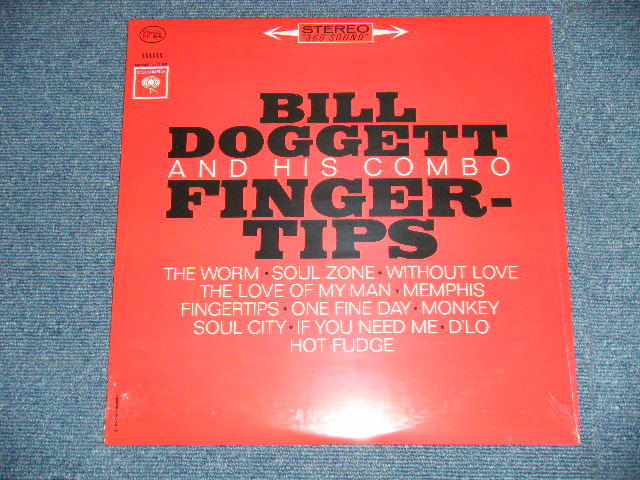 STEREO
"360 SOUND"
COLUMBIA
BILL
DOGGETT
AND HIS COMBO
FINGER-
TIPS
THE WORM • SOUL ZONE • WITHOUT LOVE
THE LOVE OF MY MAN • MEMPHIS
FINGERTIPS • ONE FINE DAY • MONKEY
SOUL CITY • IF YOU NEED ME • D'LO
HOT FUDGE